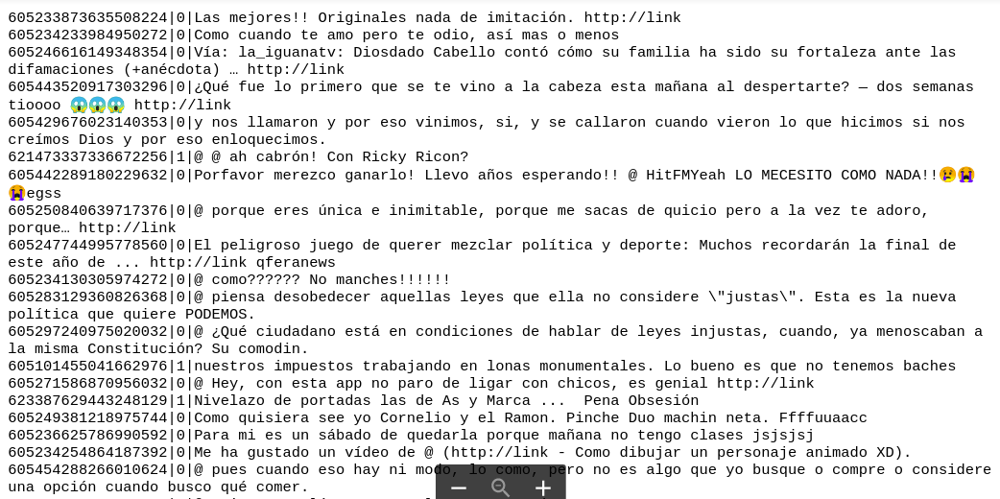 605233873635508224|0|Las mejores!! Originales nada de imitación. http://link
605234233984950272|0|Como cuando te amo pero te odio, así mas o menos
605246616149348354|0|Vía: la_iguanatv: Diosdado Cabello contó cómo su familia ha sido su fortaleza ante las
difamaciones (+anécdota) … http://link
605443520917303296|0|¿Qué fue lo primero que se te vino a la cabeza esta mañana al despertarte? — dos semanas
tioooo 😱😱😱 http://link
605429676023140353|0|y nos llamaron y por eso vinimos, si, y se callaron cuando vieron lo que hicimos si nos
creímos Dios y por eso enloquecimos.
621473337336672256|1|@ @ ah cabrón! Con Ricky Ricon?
605442289180229632|0|Porfavor merezco ganarlo! Llevo años esperando!! @ HitFMYeah LO MECESITO COMO NADA!!😢😭
😭egss
605250840639717376|0|@ porque eres única e inimitable, porque me sacas de quicio pero a la vez te adoro,
porque… http://link
605247744995778560|0|El peligroso juego de querer mezclar política y deporte: Muchos recordarán la final de
este año de ... http://link qferanews
605234130305974272|0|@ como?????? No manches!!!!!!
605283129360826368|0|@ piensa desobedecer aquellas leyes que ella no considere \"justas\". Esta es la nueva
política que quiere PODEMOS.
605297240975020032|0|@ ¿Qué ciudadano está en condiciones de hablar de leyes injustas, cuando, ya menoscaban a
la misma Constitución? Su comodin.
605101455041662976|1|nuestros impuestos trabajando en lonas monumentales. Lo bueno es que no tenemos baches
605271586870956032|0|@ Hey, con esta app no paro de ligar con chicos, es genial http://link
623387629443248129|1|Nivelazo de portadas las de As y Marca ...  Pena Obsesión
605249381218975744|0|Como quisiera see yo Cornelio y el Ramon. Pinche Duo machin neta. Ffffuuaacc
605236625786990592|0|Para mi es un sábado de quedarla porque mañana no tengo clases jsjsjsj
605234254864187392|0|Me ha gustado un vídeo de @ (http://link - Como dibujar un personaje animado XD).
605454288266010624|0|@ pues cuando eso hay ni modo, lo como, pero no es algo que yo busque o compre o considere
una opción cuando busco qué comer.